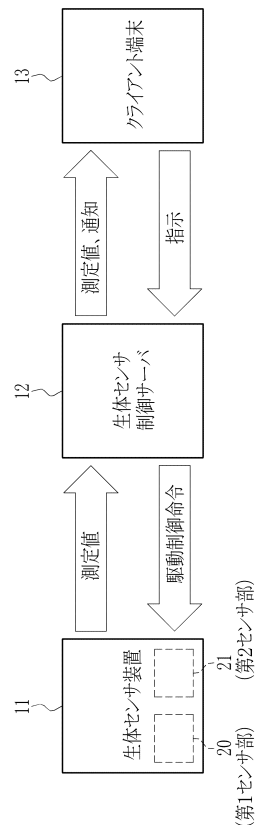 11
生体センサ装置
20
(第1センサ部)
21
(第2センサ部)
測定値
駆動制御命令
12
生体センサ
制御サーバ
測定値、通知
指示
13
クライアント端末